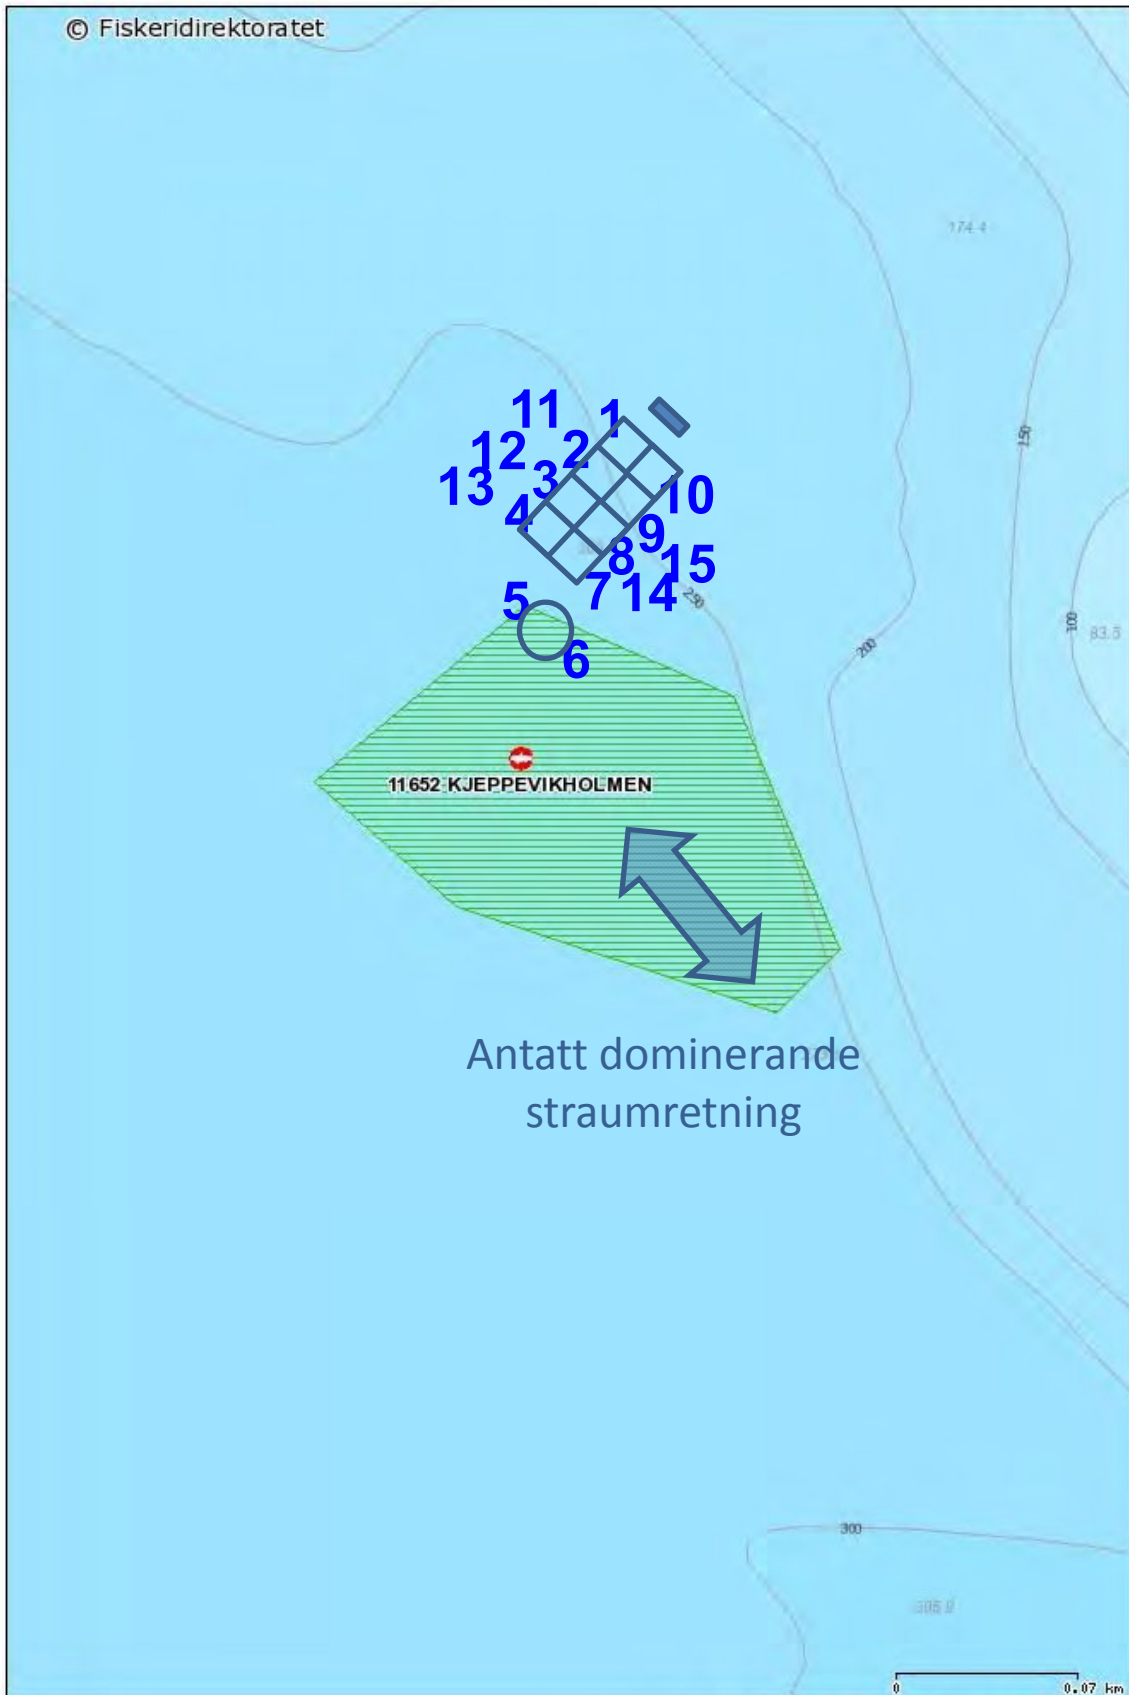 © Fiskeridirektoratet
174.4
150
11 1
12 2
13 3 10
4 9
8 15
5 7 14 250
6
100
83.5
200
11652 KJEPPEVIKHOLMEN
Antatt dominerande
straumretning
300
0 0.07 km